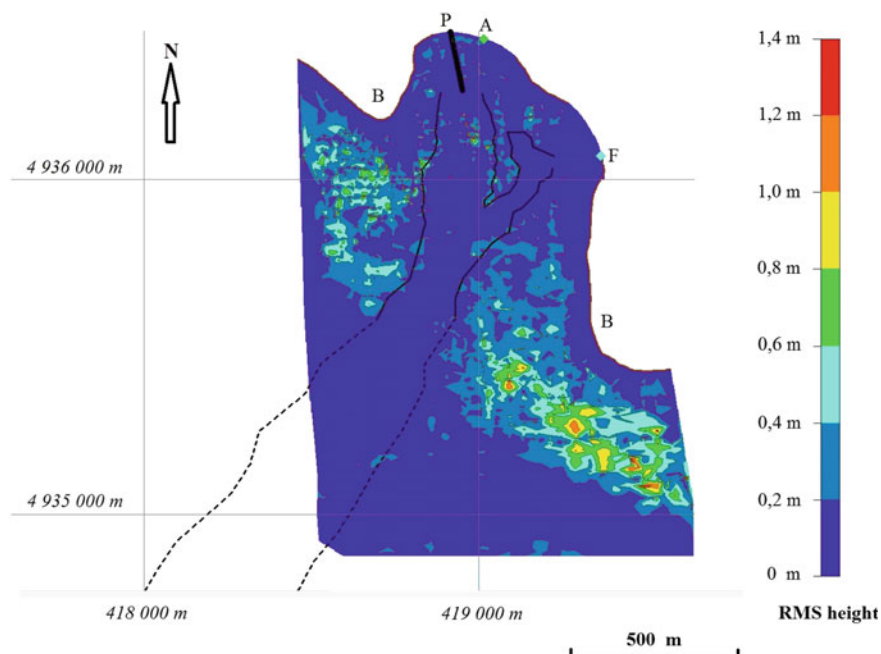 P
A
1,4 m
N
B
1,2 m
F
4 936 000 m
1,0 m
0,8 m
B
0,6 m
0,4 m
4 935 000 m
0,2 m
0 m
418 000 m
419 000 m
RMS height
500 m